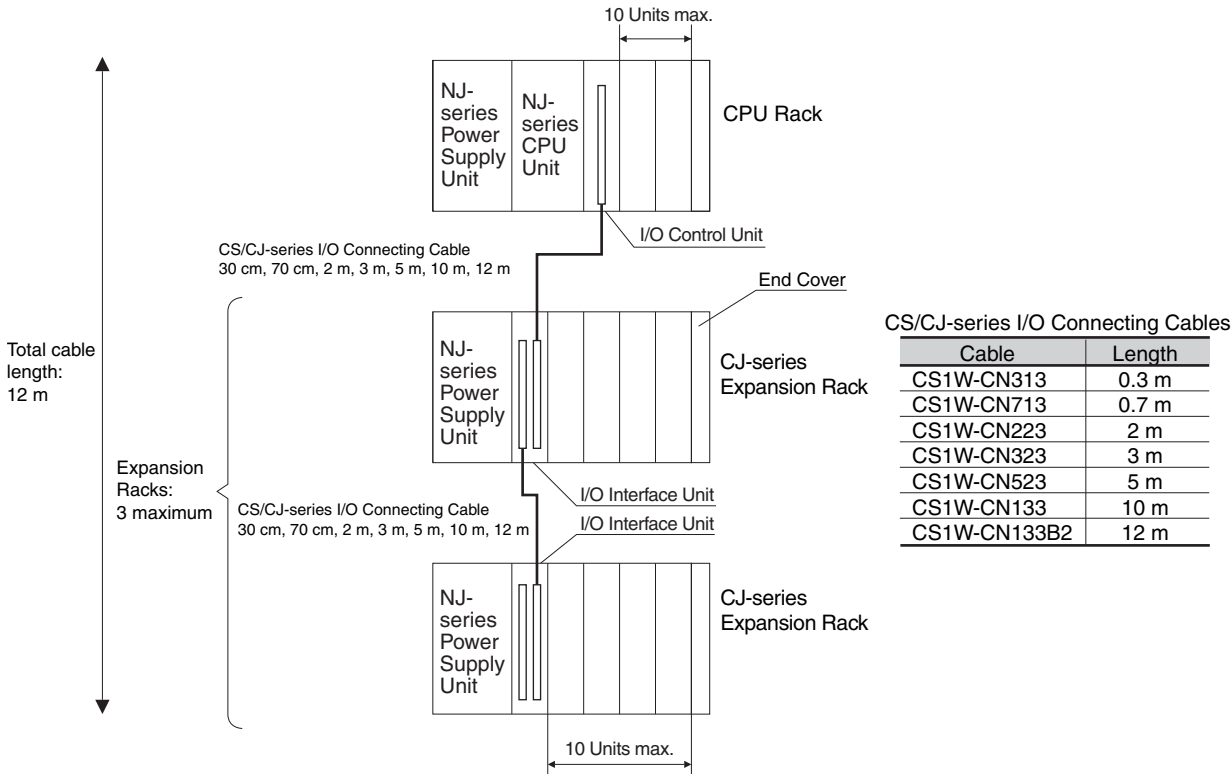 10 Units max.
NJ-
series
Power
Supply
Unit
NJ-
series
CPU
Unit
CPU Rack
I/O Control Unit
CS/CJ-series I/O Connecting Cable
30 cm, 70 cm, 2 m, 3 m, 5 m, 10 m, 12 m
End Cover
Total cable
length:
12 m
NJ-
series
Power
Supply
Unit
CJ-series
Expansion Rack
CS/CJ-series I/O Connecting Cables
Cable Length
CS1W-CN313 0.3 m
CS1W-CN713 0.7 m
CS1W-CN223 2 m
CS1W-CN323 3 m
CS1W-CN523 5 m
CS1W-CN133 10 m
CS1W-CN133B2 12 m
Expansion
Racks:
3 maximum
I/O Interface Unit
CS/CJ-series I/O Connecting Cable
30 cm, 70 cm, 2 m, 3 m, 5 m, 10 m, 12 m
I/O Interface Unit
NJ-
series
Power
Supply
Unit
CJ-series
Expansion Rack
10 Units max.